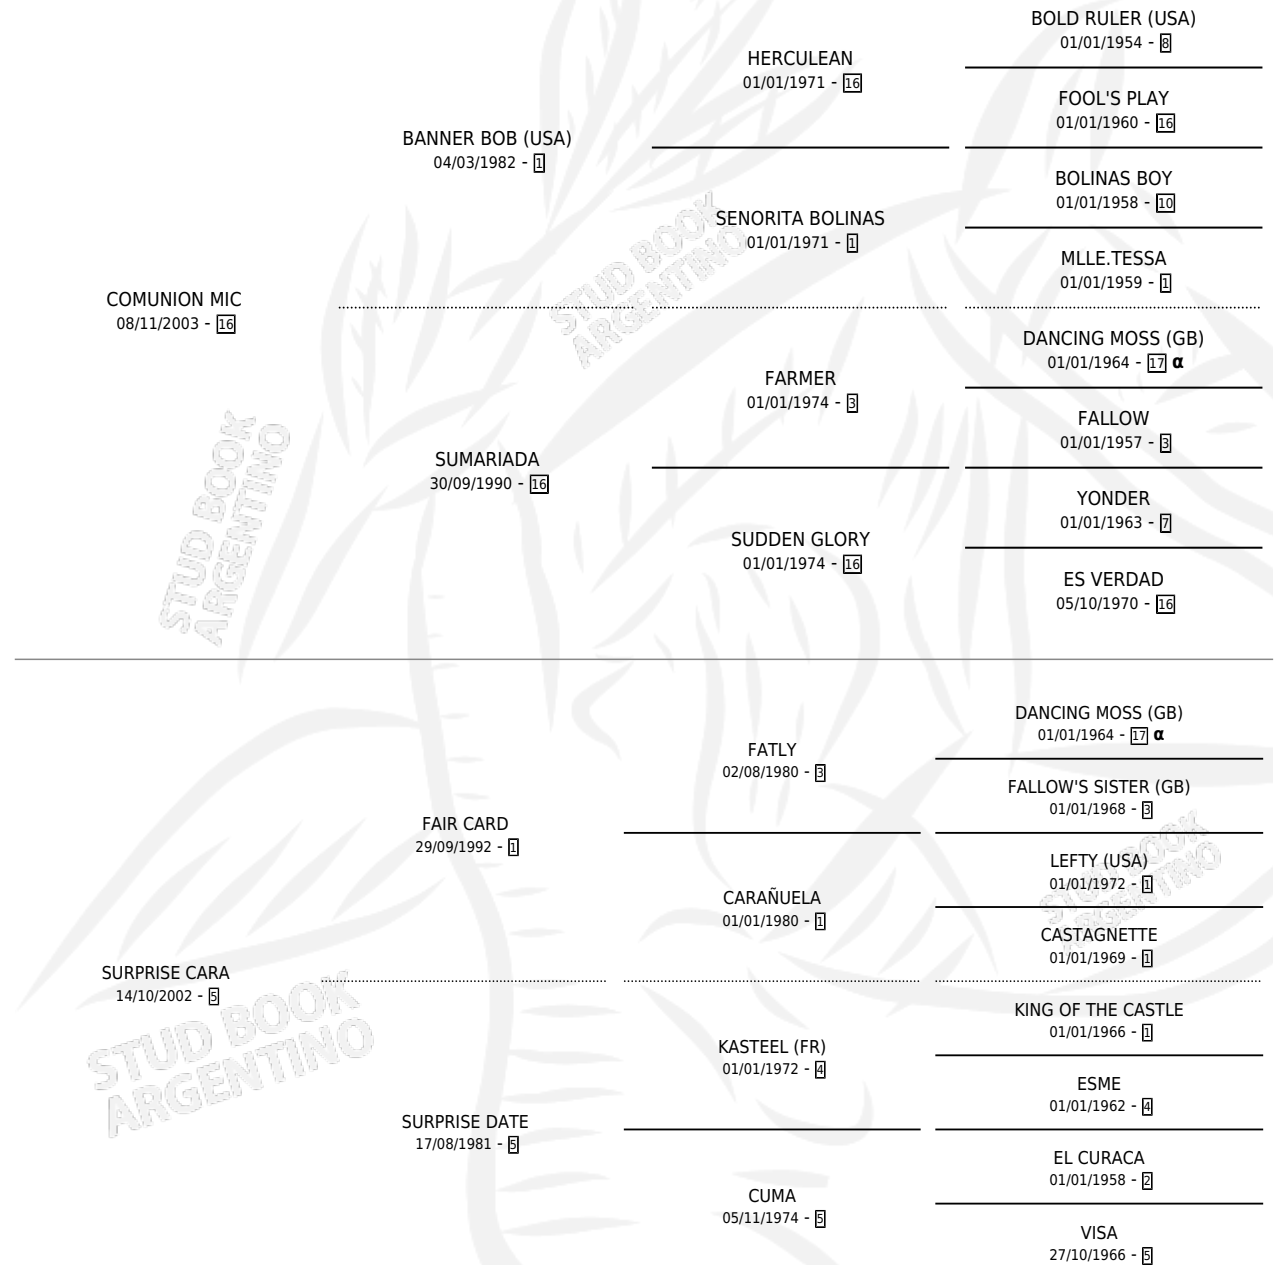 BOLD RULER (USA)
01/01/1954 - 8
HERCULEAN
01/01/1971 - 16
FOOL'S PLAY
01/01/1960 - 16
BANNER BOB (USA)
04/03/1982 - 1
BOLINAS BOY
01/01/1958 - 10
SENORITA BOLINAS
01/01/1971 - 1
MLLE.TESSA
01/01/1959 - 1
COMUNION MIC
08/11/2003 - 16
DANCING MOSS (GB)
01/01/1964 - 17 α
FARMER
01/01/1974 - 3
FALLOW
01/01/1957 - 3
SUMARIADA
30/09/1990 - 16
YONDER
01/01/1963 - 7
SUDDEN GLORY
01/01/1974 - 16
ES VERDAD
05/10/1970 - 16
DANCING MOSS (GB)
01/01/1964 - 17 α
FATLY
02/08/1980 - 3
FALLOW'S SISTER (GB)
01/01/1968 - 3
FAIR CARD
29/09/1992 - 1
LEFTY (USA)
01/01/1972 - 1
CARAÑUELA
01/01/1980 - 1
CASTAGNETTE
01/01/1969 - 1
SURPRISE CARA
14/10/2002 - 5
KING OF THE CASTLE
01/01/1966 - 1
KASTEEL (FR)
01/01/1972 - 4
ESME
01/01/1962 - 4
SURPRISE DATE
17/08/1981 - 5
EL CURACA
01/01/1958 - 2
CUMA
05/11/1974 - 5
VISA
27/10/1966 - 5
STUD BOOK
ARGENTINO
STUD BOOK
ARGENTINO
STUD BOOK
ARGENTINO
STUD BOOK
ARGENTINO